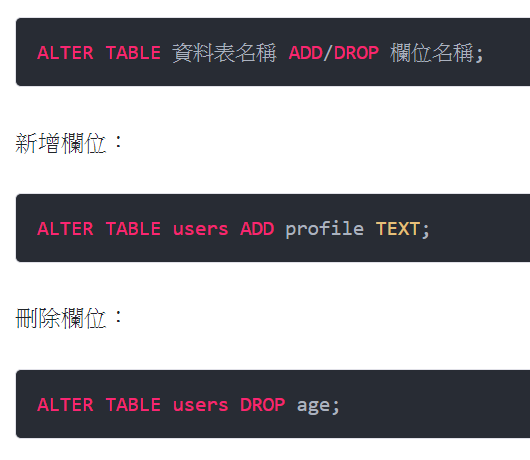 ALTER TABLE 資料表名稱 ADD/DROP 欄位名稱;
新增欄位：
ALTER TABLE users ADD profile TEXT;
刪除欄位：
ALTER TABLE users DROP age;